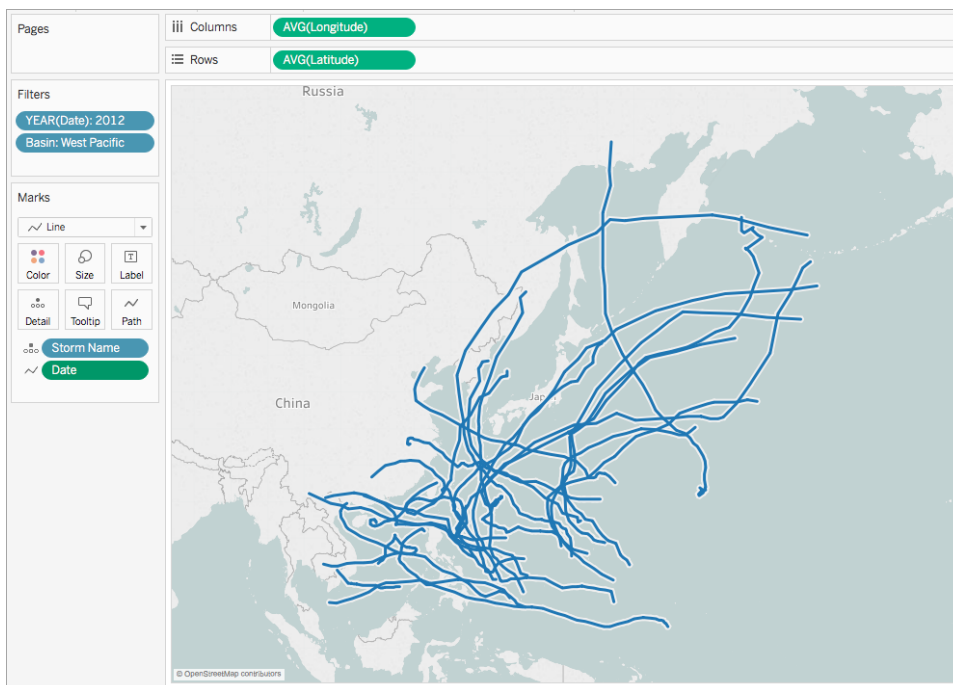 Pages
Columns
AVG(Longitude)
Rows
AVG(Latitude)
Filters
YEAR(Date): 2012
Basin: West Pacific
Marks
Line
Color
Size
Label
Detail
Tooltip
Path
Storm Name
Date
Russia
Mongolia
China
Japan
© OpenStreetMap contributors